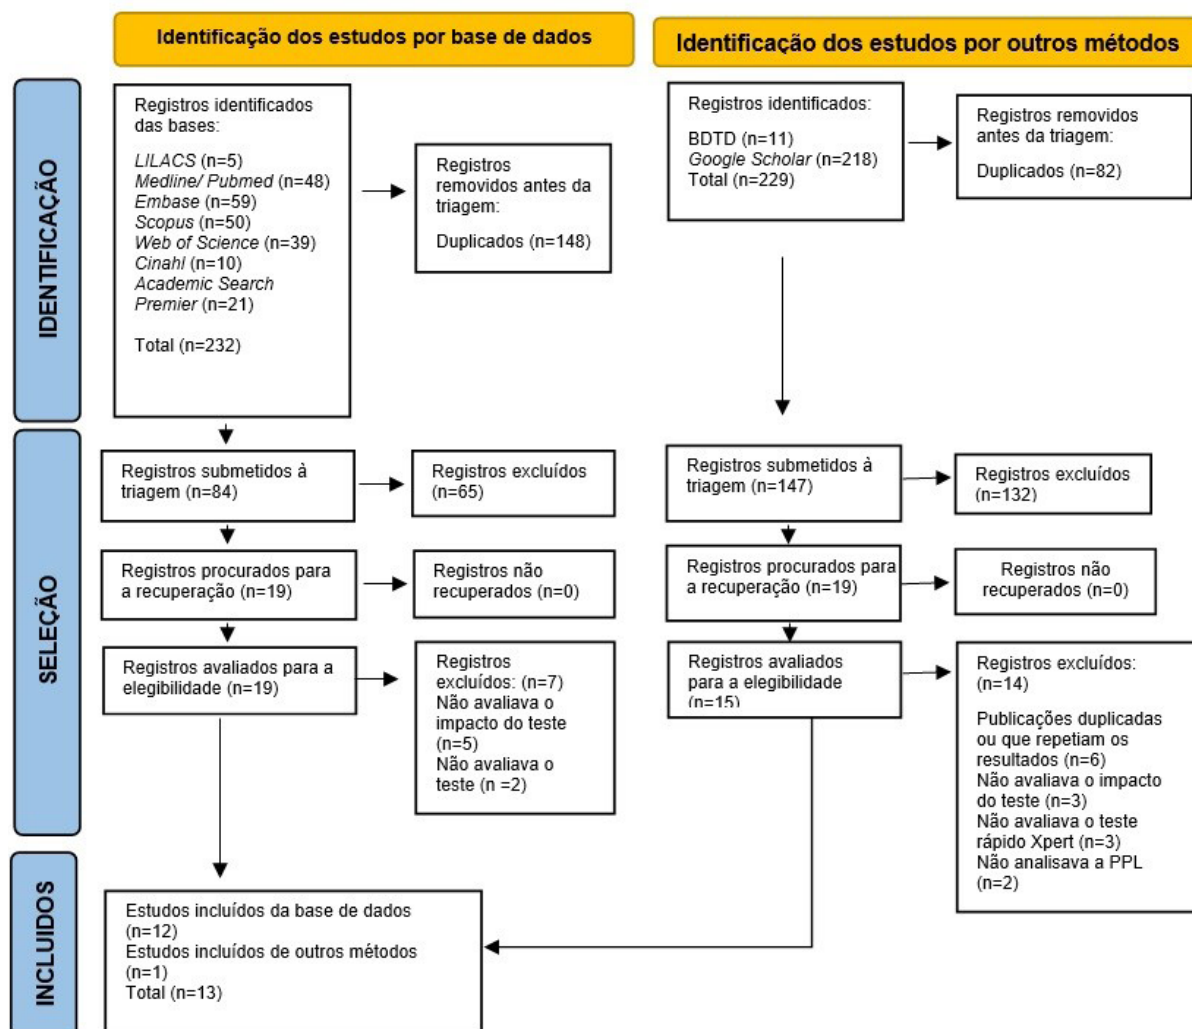 Identificação dos estudos por base de dados
Identificação dos estudos por outros métodos
IDENTIFICAÇÃO
Registros identificados
das bases:
LILACS (n=5)
Medline/ Pubmed (n=48)
Embase (n=59)
Scopus (n=50)
Web of Science (n=39)
Cinahl (n=10)
Academic Search
Premier (n=21)
Total (n=232)
Registros
removidos antes da
triagem:
Duplicados (n=148)
Registros identificados:
BDTD (n=11)
Google Scholar (n=218)
Total (n=229)
Registros removidos
antes da triagem:
Duplicados (n=82)
SELEÇÃO
Registros submetidos à
triagem (n=84)
Registros excluídos
(n=65)
Registros submetidos à
triagem (n=147)
Registros excluídos
(n=132)
Registros procurados para
a recuperação (n=19)
Registros não
recuperados (n=0)
Registros procurados para
a recuperação (n=19)
Registros não
recuperados (n=0)
Registros avaliados para a
elegibilidade (n=19)
Registros
excluídos: (n=7)
Não avaliava o
impacto do teste
(n=5)
Não avaliava o
teste (n =2)
Registros avaliados
para a elegibilidade
(n=15)
Registros excluídos:
(n=14)
Publicações duplicadas
ou que repetiam os
resultados (n=6)
Não avaliava o impacto
do teste (n=3)
Não avaliava o teste
rápido Xpert (n=3)
Não analisava a PPL
(n=2)
INCLUIDOS
Estudos incluídos da base de dados
(n=12)
Estudos incluídos de outros métodos
(n=1)
Total (n=13)